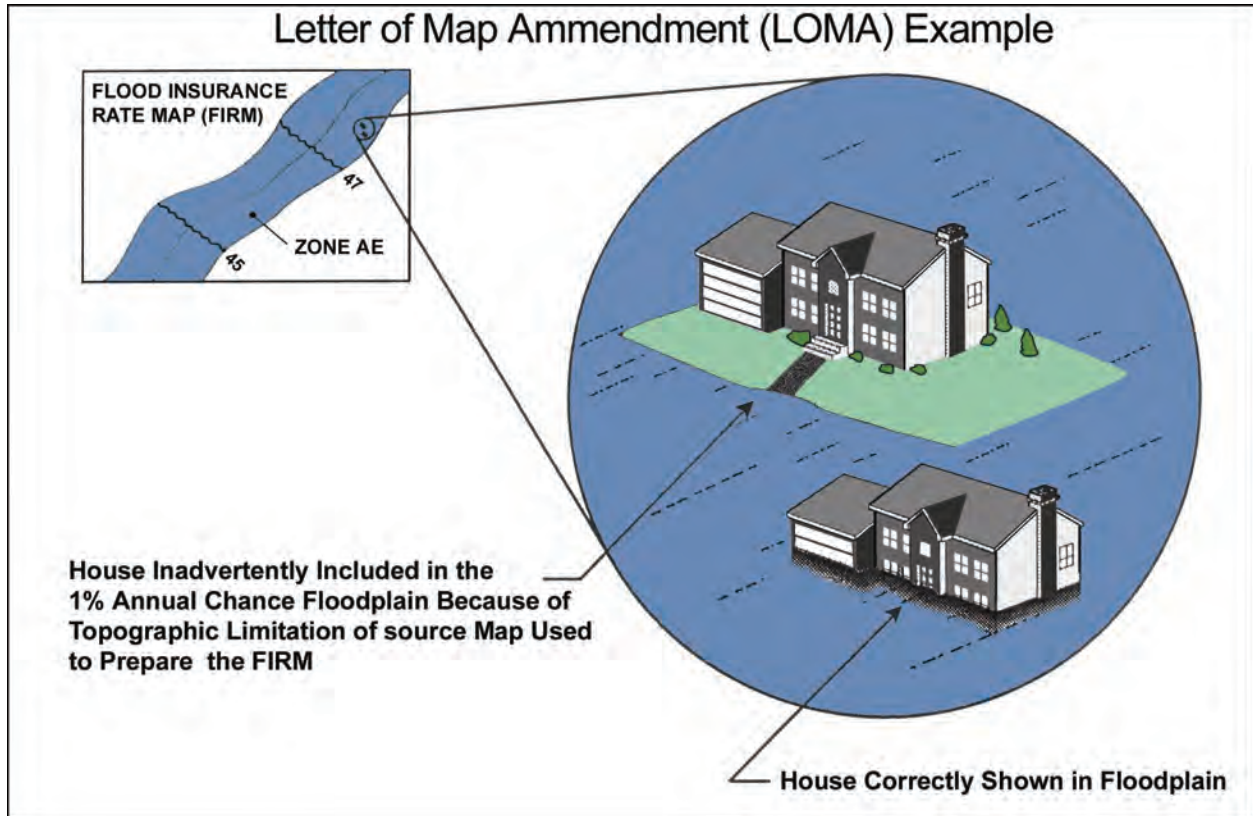 Letter of Map Ammendment (LOMA) Example
FLOOD INSURANCE
RATE MAP (FIRM)
47
ZONE AE
45
House Inadvertently Included in the
1% Annual Chance Floodplain Because of
Topographic Limitation of source Map Used
to Prepare the FIRM
House Correctly Shown in Floodplain